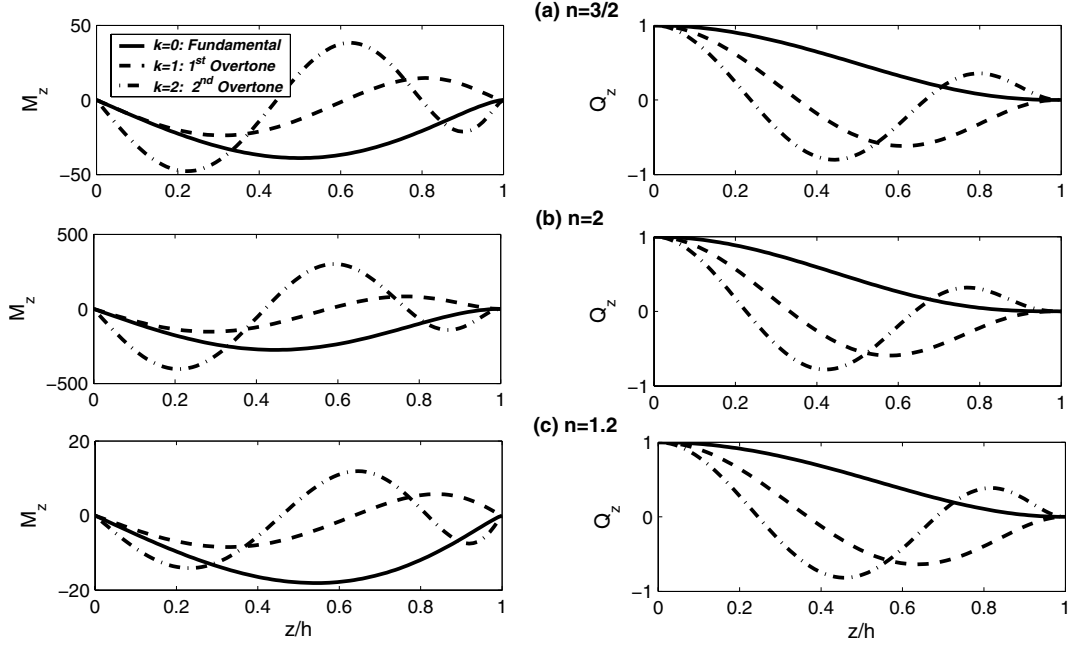 (a) n=3/2
50
0
−50
M_z
k=0: Fundamental
k=1: 1^st Overtone
k=2: 2^nd Overtone
0 0.2 0.4 0.6 0.8 1
1
0
−1
Q_z
0 0.2 0.4 0.6 0.8 1
(b) n=2
500
0
−500
M_z
0 0.2 0.4 0.6 0.8 1
1
0
−1
Q_z
0 0.2 0.4 0.6 0.8 1
(c) n=1.2
20
0
−20
M_z
0 0.2 0.4 0.6 0.8 1
z/h
1
0
−1
Q_z
0 0.2 0.4 0.6 0.8 1
z/h